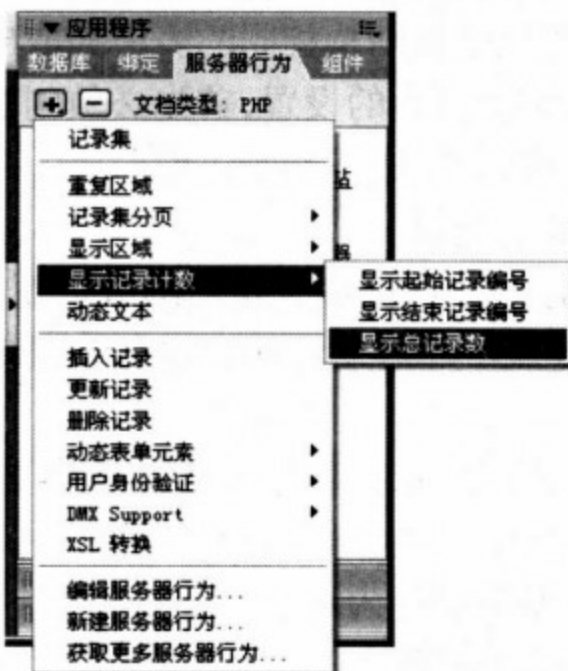 应用程序
数据库 绑定 服务器行为 组件
文档类型: PHP
记录集
重复区域
记录集分页
显示区域
显示记录计数
动态文本
插入记录
更新记录
删除记录
动态表单元素
用户身份验证
DMX Support
XSL 转换
编辑服务器行为...
新建服务器行为...
获取更多服务器行为...
显示起始记录编号
显示结束记录编号
显示总记录数